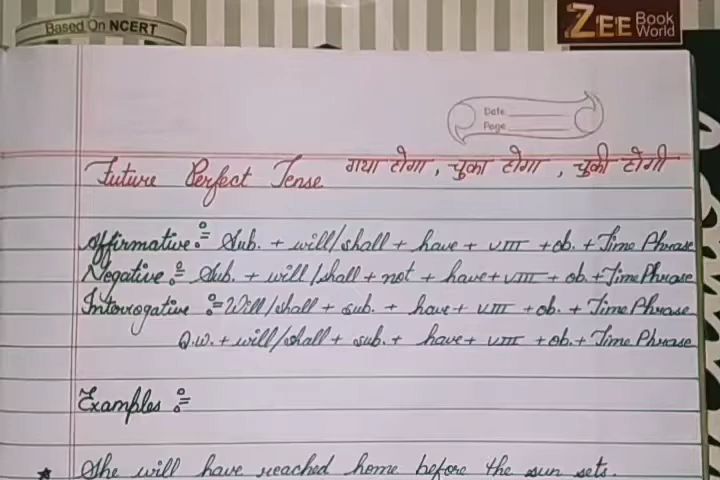 Based On NCERT
ZEE Book World
Date
Page
Future Perfect Tense गया होगा, चुका होगा, चुकी होगी
Affirmative:= Sub. + will/shall + have + VIII + ob. + Time Phrase
Negative:= Sub. + will/shall + not + have + VIII + ob. + Time Phrase
Interrogative:= Will/shall + sub. + have + VIII + ob. + Time Phrase
Q.W. + will/shall + sub. + have + VIII + ob. + Time Phrase
Examples:=
★ She will have reached home before the sun sets.